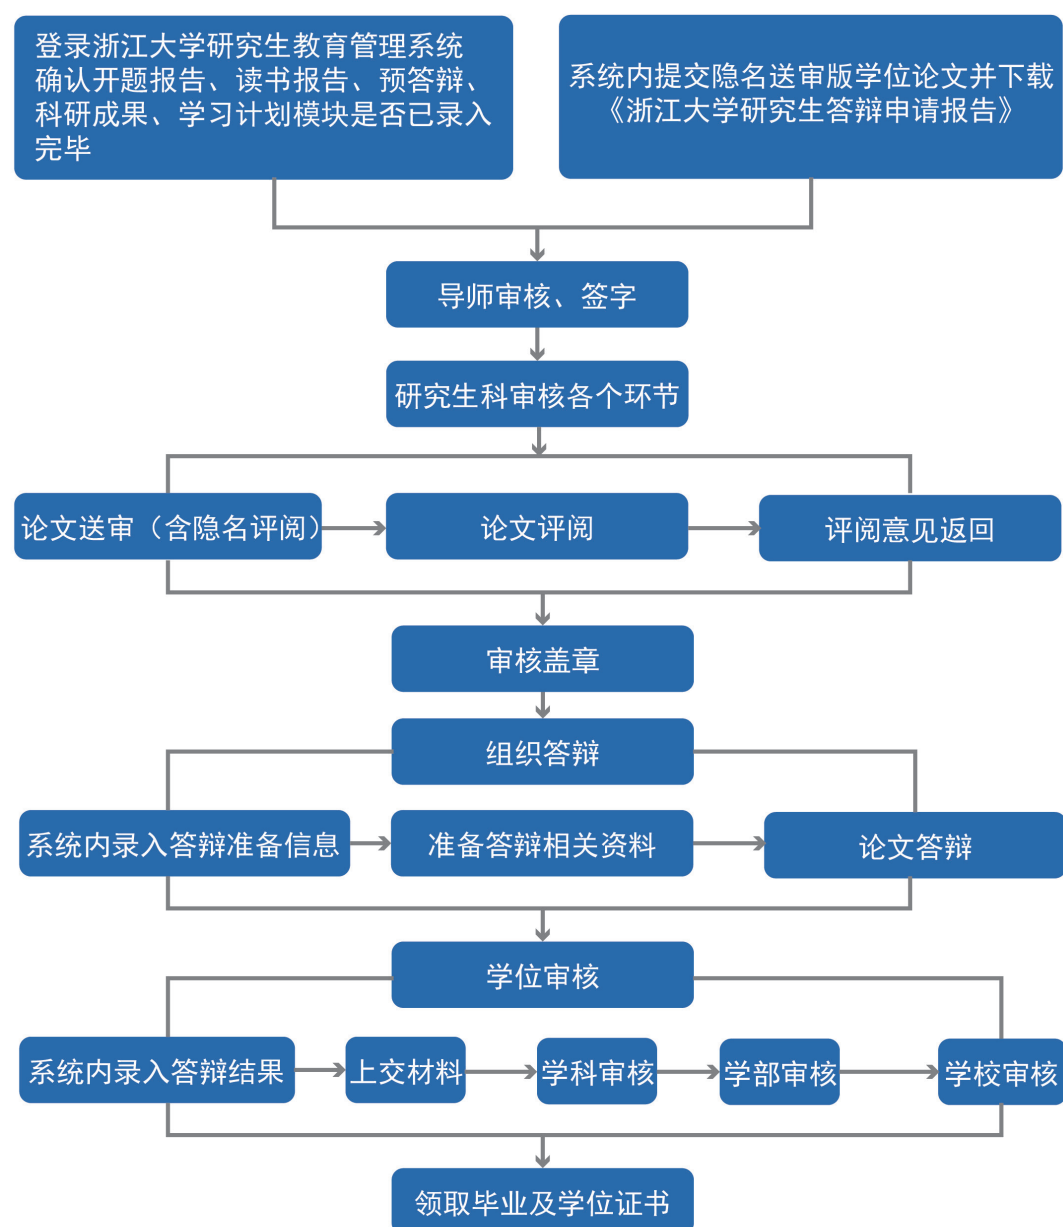 登录浙江大学研究生教育管理系统
确认开题报告、读书报告、预答辩、
科研成果、学习计划模块是否已录入
完毕
系统内提交隐名送审版学位论文并下载
《浙江大学研究生答辩申请报告》
导师审核、签字
研究生科审核各个环节
论文送审（含隐名评阅）
论文评阅
评阅意见返回
审核盖章
组织答辩
系统内录入答辩准备信息
准备答辩相关资料
论文答辩
学位审核
系统内录入答辩结果
上交材料
学科审核
学部审核
学校审核
领取毕业及学位证书